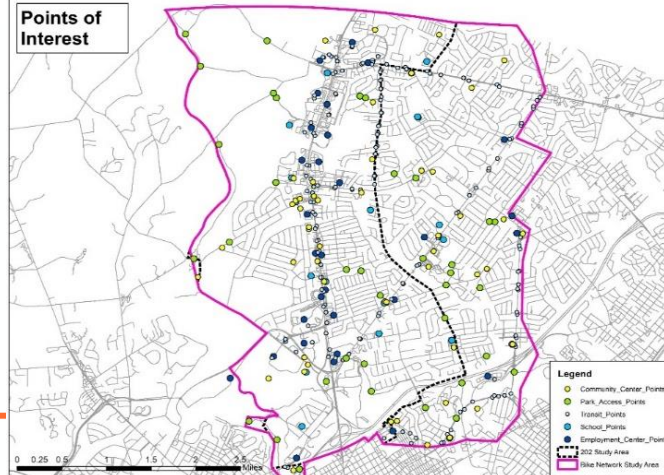 Points of
Interest
Legend
Community_Center_Points
Park_Access_Points
Transit_Points
School_Points
Employment_Center_Point
202 Study Area
Bike Network Study Area
0 0.25 0.5 1 1.5 2 2.5
Miles